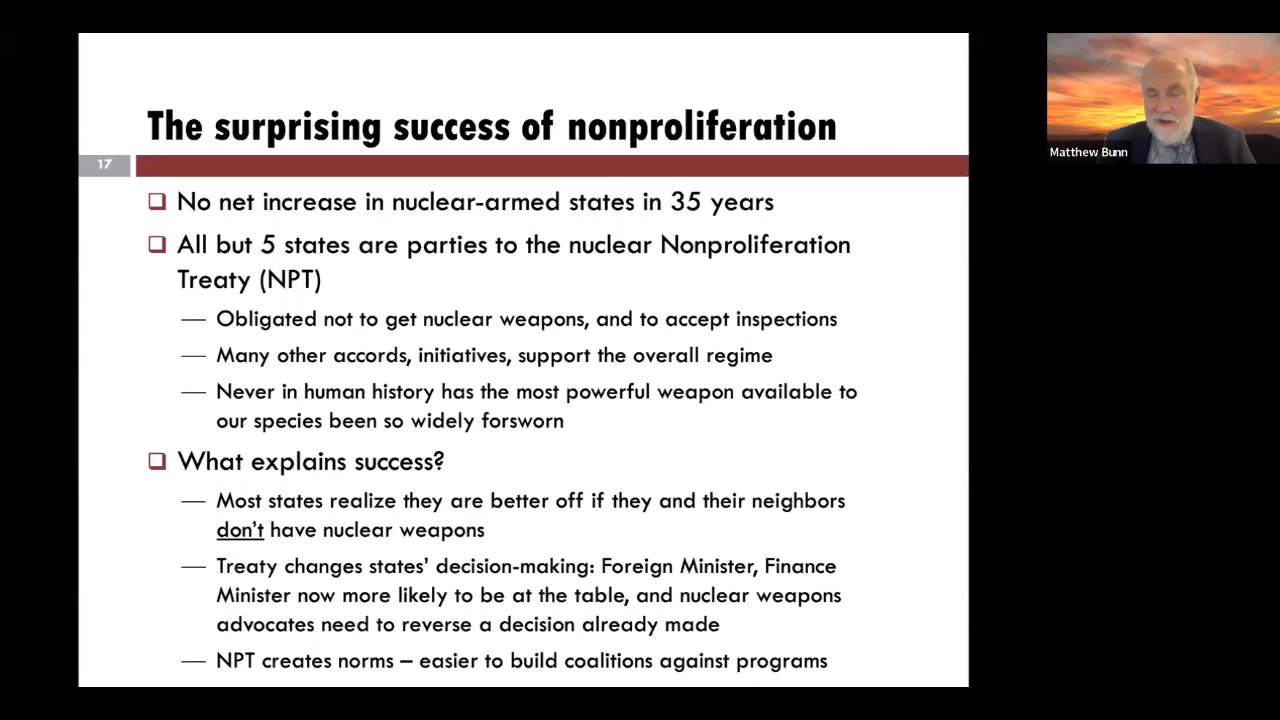 The surprising success of nonproliferation
17
❑ No net increase in nuclear-armed states in 35 years
❑ All but 5 states are parties to the nuclear Nonproliferation
Treaty (NPT)
— Obligated not to get nuclear weapons, and to accept inspections
— Many other accords, initiatives, support the overall regime
— Never in human history has the most powerful weapon available to
our species been so widely forsworn
❑ What explains success?
— Most states realize they are better off if they and their neighbors
don't have nuclear weapons
— Treaty changes states' decision-making: Foreign Minister, Finance
Minister now more likely to be at the table, and nuclear weapons
advocates need to reverse a decision already made
— NPT creates norms – easier to build coalitions against programs
Matthew Bunn